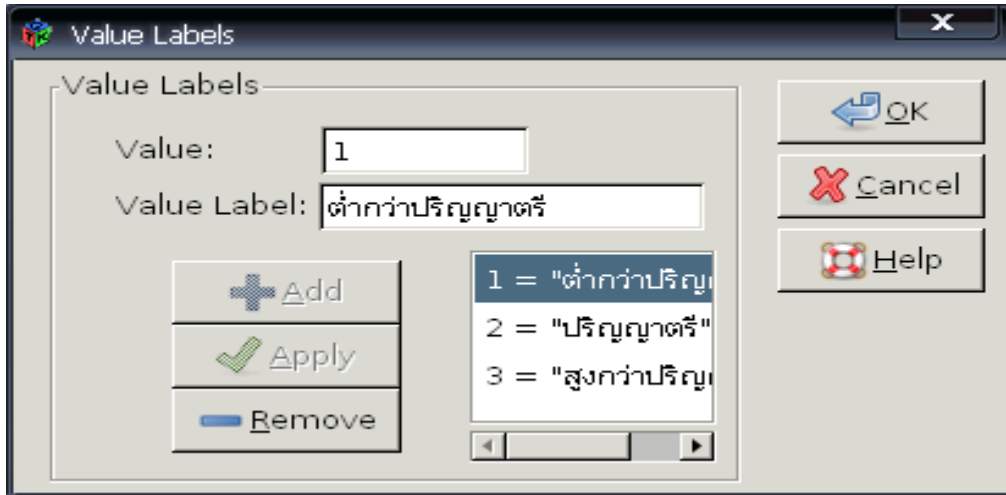 Value Labels
Value Labels
Value: 1
Value Label: ต่ำกว่าปริญญาตรี
Add
Apply
Remove
1 = "ต่ำกว่าปริญ
2 = "ปริญญาตรี"
3 = "สูงกว่าปริญ
OK
Cancel
Help